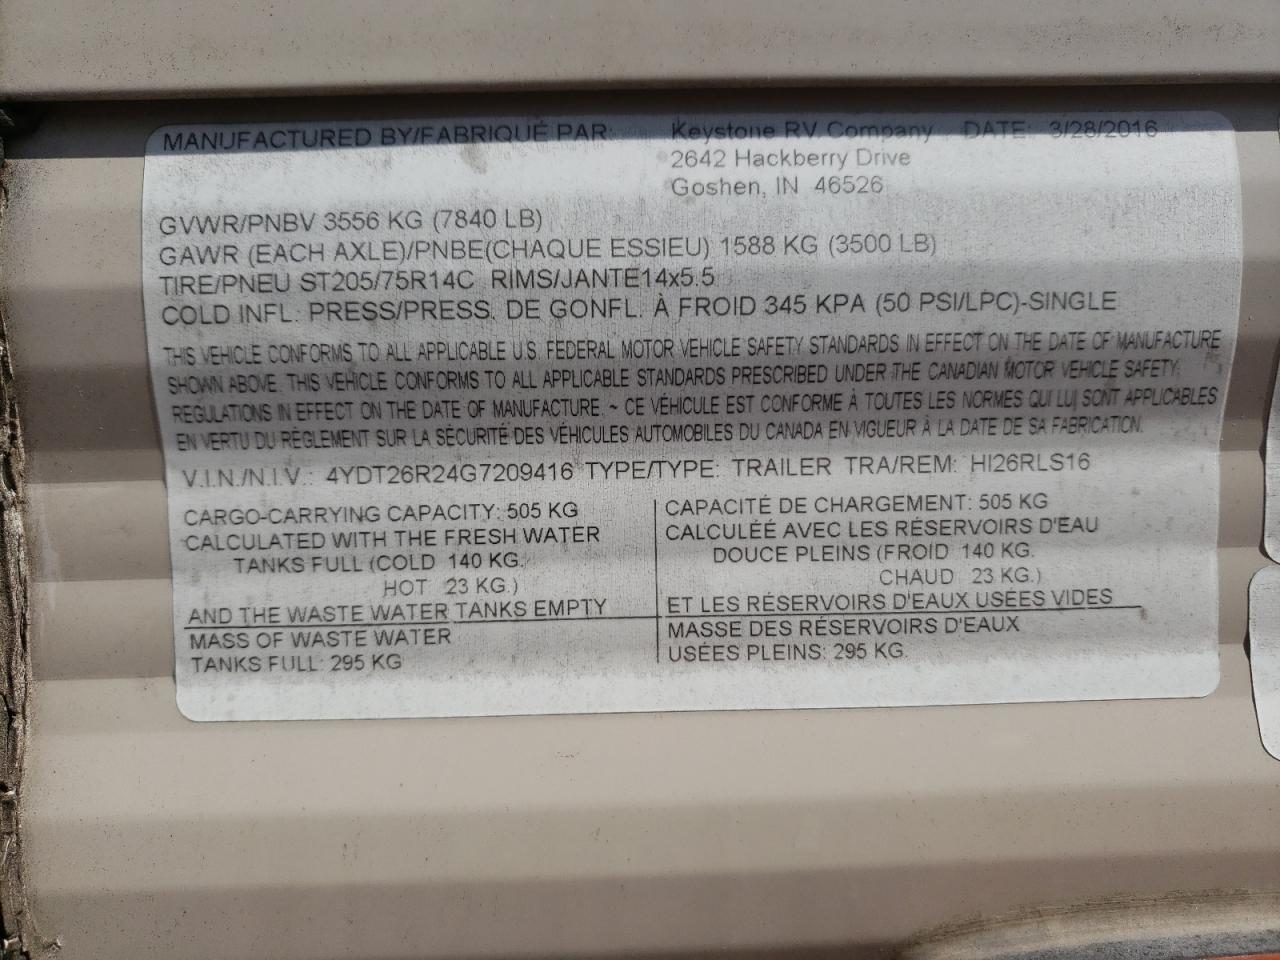 MANUFACTURED BY/FABRIQUÉ PAR: Keystone RV Company DATE: 3/28/2016
2642 Hackberry Drive
Goshen, IN 46526
GVWR/PNBV 3556 KG (7840 LB)
GAWR (EACH AXLE)/PNBE(CHAQUE ESSIEU) 1588 KG (3500 LB)
TIRE/PNEU ST205/75R14C RIMS/JANTE14x5.5
COLD INFL. PRESS/PRESS. DE GONFL. À FROID 345 KPA (50 PSI/LPC)-SINGLE
THIS VEHICLE CONFORMS TO ALL APPLICABLE U.S. FEDERAL MOTOR VEHICLE SAFETY STANDARDS IN EFFECT ON THE DATE OF MANUFACTURE
SHOWN ABOVE. THIS VEHICLE CONFORMS TO ALL APPLICABLE STANDARDS PRESCRIBED UNDER THE CANADIAN MOTOR VEHICLE SAFETY
REGULATIONS IN EFFECT ON THE DATE OF MANUFACTURE. ~ CE VÉHICULE EST CONFORME À TOUTES LES NORMES QUI LUI SONT APPLICABLES
EN VERTU DU RÈGLEMENT SUR LA SÉCURITÉ DES VÉHICULES AUTOMOBILES DU CANADA EN VIGUEUR À LA DATE DE SA FABRICATION.
V.I.N./N.I.V.: 4YDT26R24G7209416 TYPE/TYPE: TRAILER TRA/REM: HI26RLS16
CARGO-CARRYING CAPACITY: 505 KG
CALCULATED WITH THE FRESH WATER
TANKS FULL (COLD 140 KG.
HOT 23 KG.)
AND THE WASTE WATER TANKS EMPTY
MASS OF WASTE WATER
TANKS FULL: 295 KG
CAPACITÉ DE CHARGEMENT: 505 KG
CALCULÉÉ AVEC LES RÉSERVOIRS D'EAU
DOUCE PLEINS (FROID 140 KG.
CHAUD 23 KG.)
ET LES RÉSERVOIRS D'EAUX USÉES VIDES
MASSE DES RÉSERVOIRS D'EAUX
USÉES PLEINS: 295 KG.